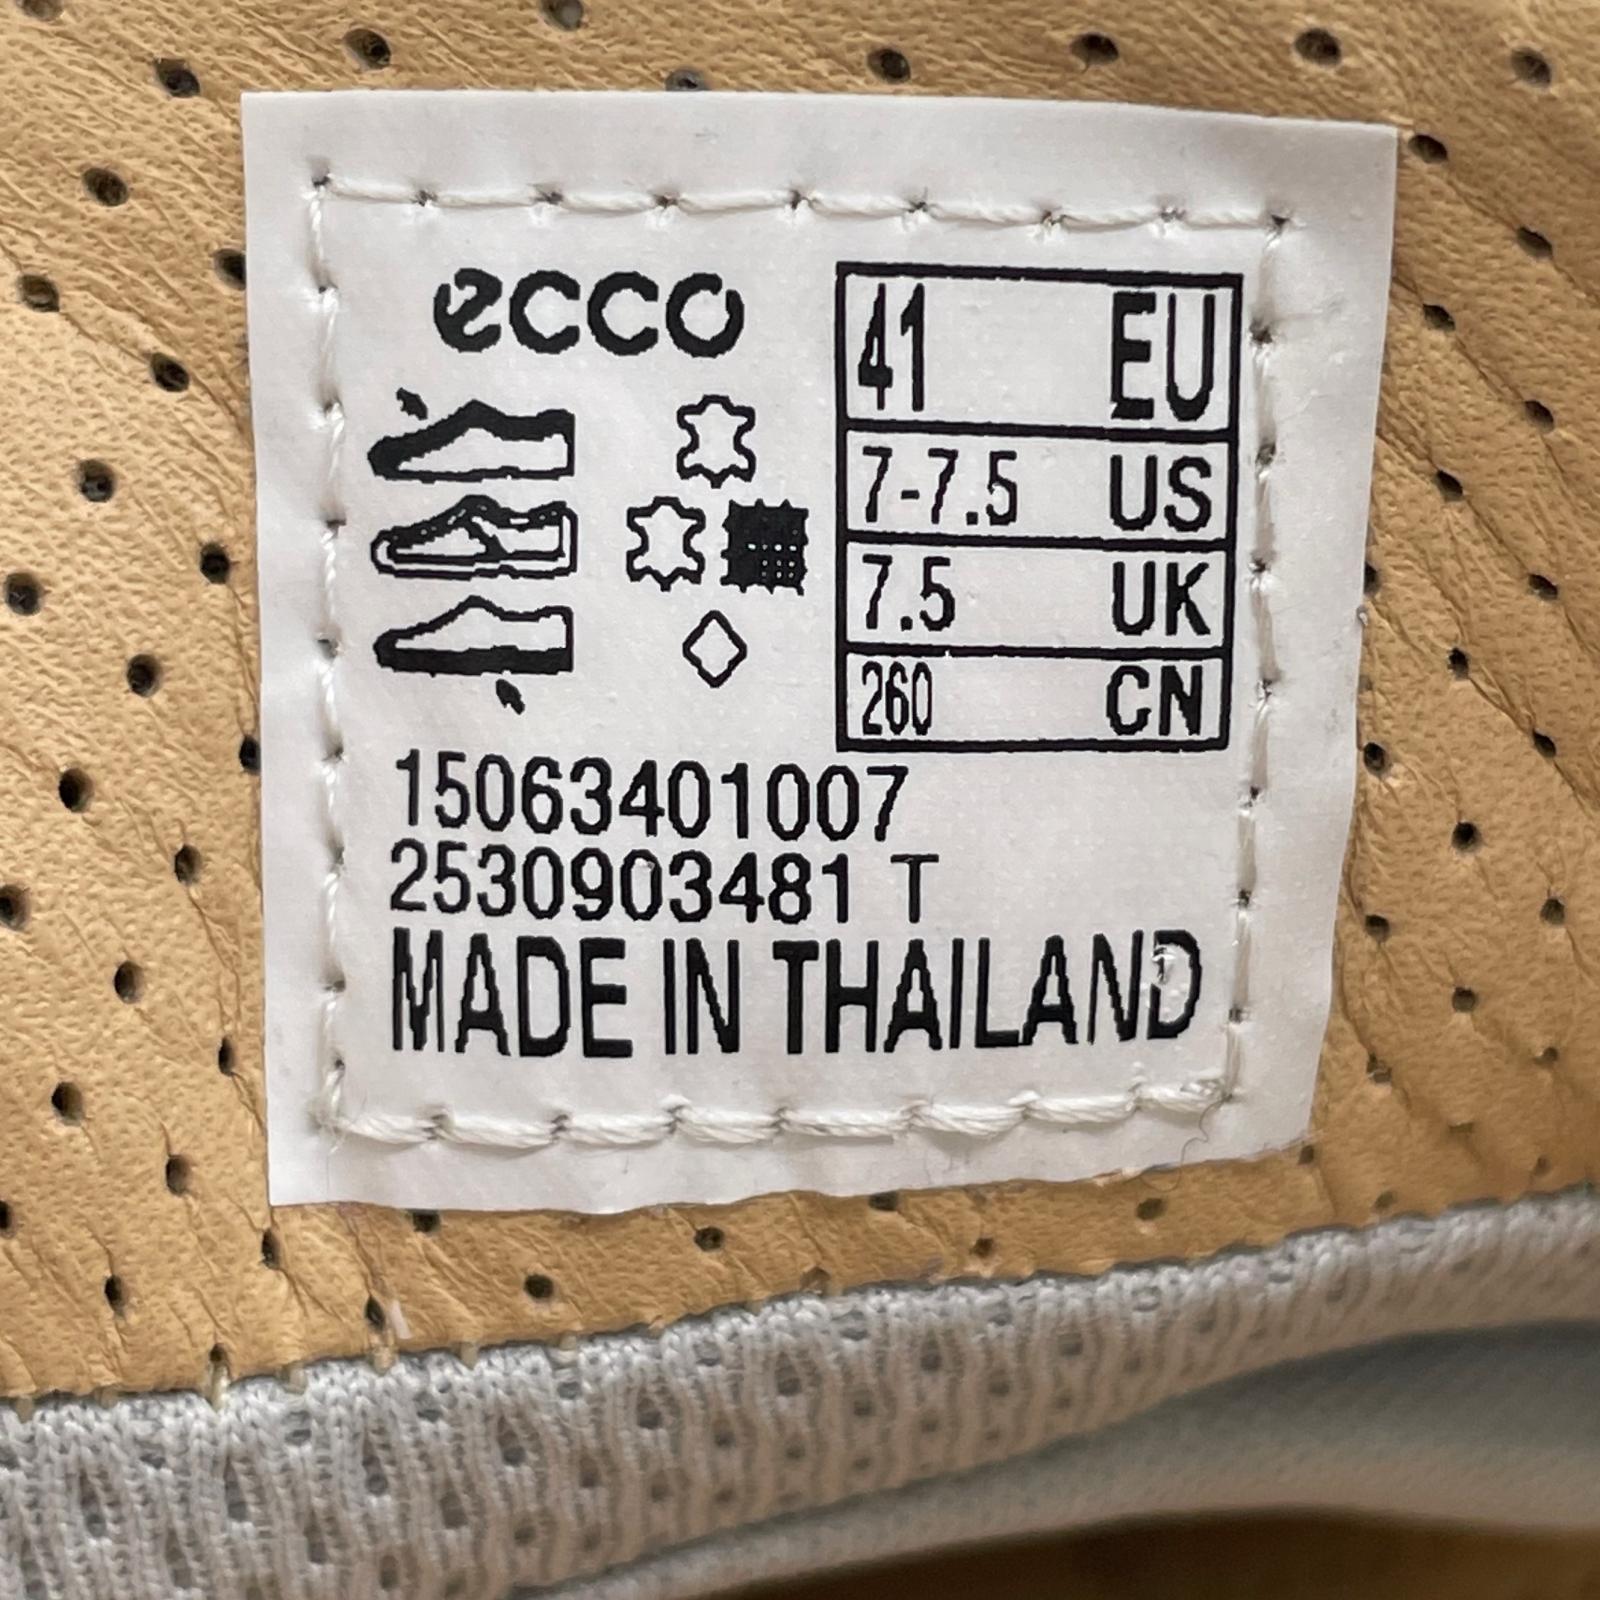 ecco
41 EU
7-7.5 US
7.5 UK
260 CN
15063401007
2530903481 T
MADE IN THAILAND